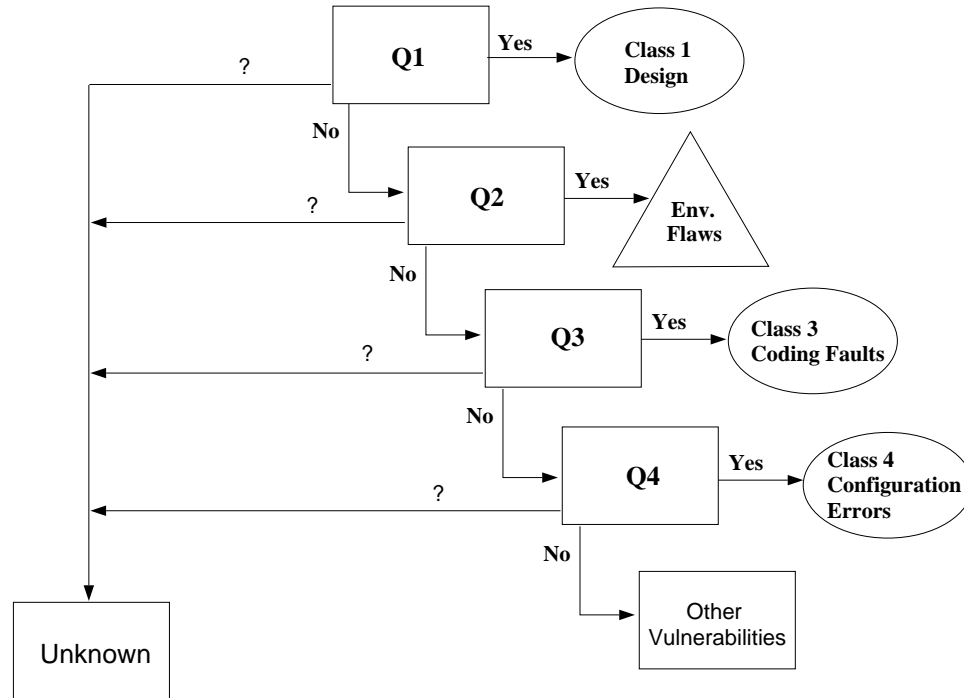 Q1
Yes
Class 1
Design
?
No
Q2
Yes
Env.
Flaws
?
No
Q3
Yes
Class 3
Coding Faults
?
No
Q4
Yes
Class 4
Configuration
Errors
?
No
Other
Vulnerabilities
Unknown